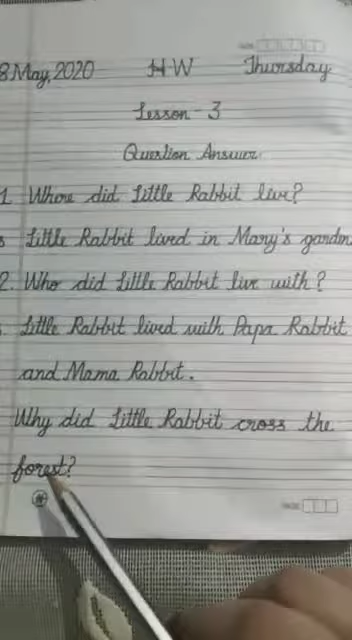 8 May, 2020 H W Thursday
Lesson - 3
Question Answer
1. Where did Little Rabbit live?
s Little Rabbit lived in Mary's garden
2. Who did Little Rabbit live with?
s Little Rabbit lived with Papa Rabbit
and Mama Rabbit.
Why did Little Rabbit cross the
forest?